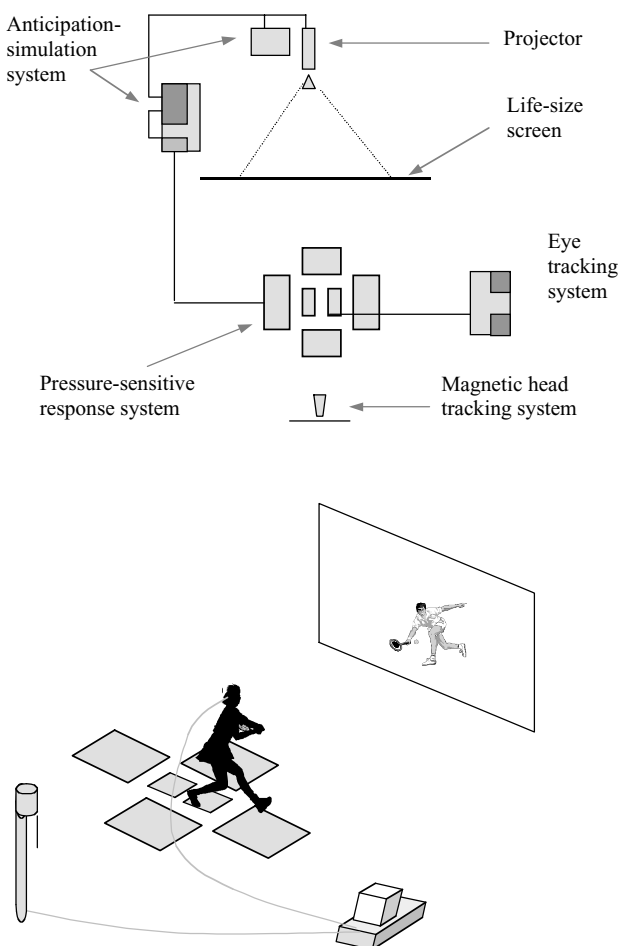 Anticipation-
simulation
system
Projector
Life-size
screen
Eye
tracking
system
Pressure-sensitive
response system
Magnetic head
tracking system